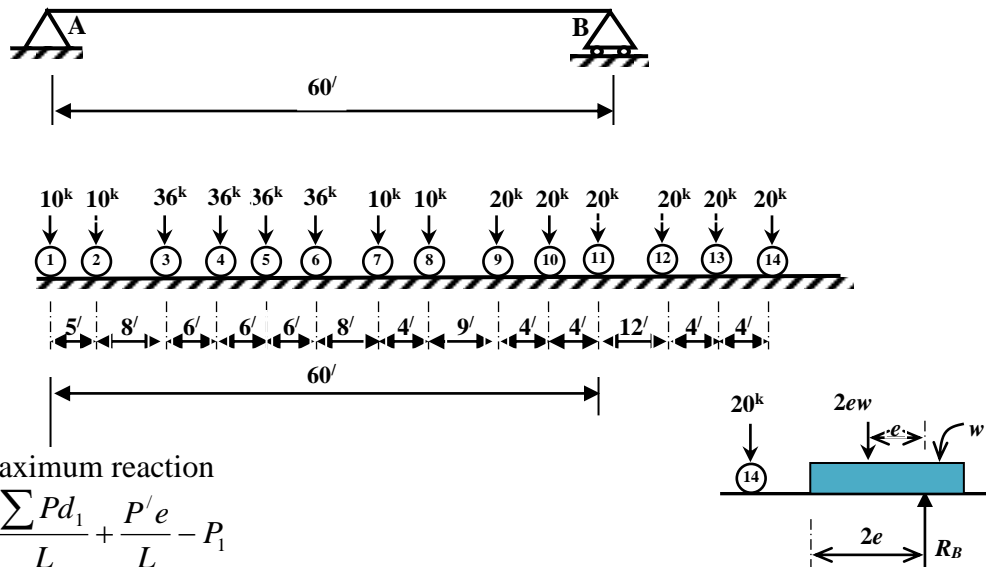 A B
60/
10k 10k 36k 36k 36k 36k 10k 10k 20k 20k 20k 20k 20k 20k
1 2 3 4 5 6 7 8 9 10 11 12 13 14
5/ 8/ 6/ 6/ 6/ 8/ 4/ 9/ 4/ 4/ 12/ 4/ 4/
60/
20k 2ew e w
14
2e RB
aximum reaction
∑Pd1/L + P/e/L − P1